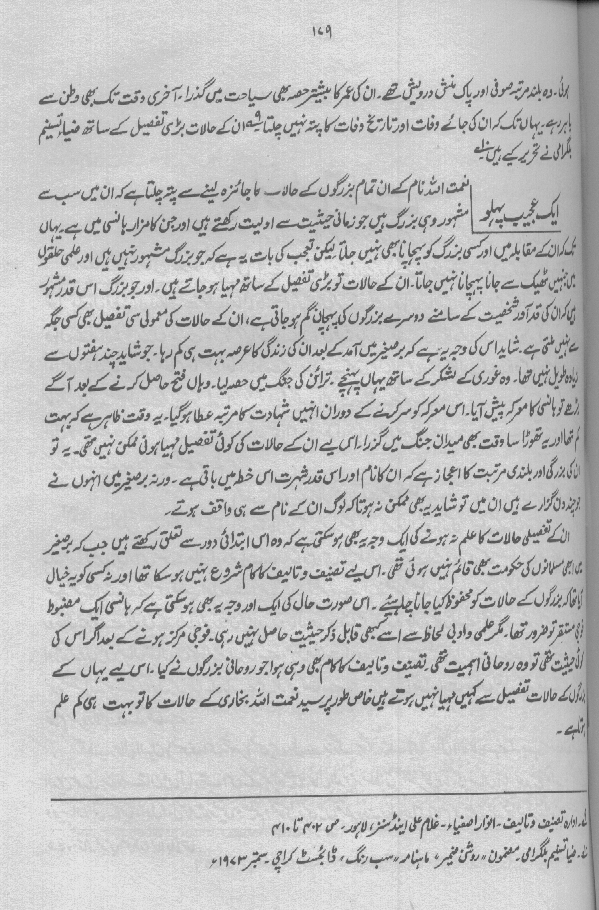 ۱۷۹
ہوئی۔ وہ بلند مرتبہ صوفی اور پاک منش درویش تھے۔ ان کی عمر کا بیشتر حصہ بھی سیاحت میں گذرا۔ آخری وقت تک بھی وطن سے
باہر رہے۔ یہاں تک کہ ان کی جائے وفات اور تاریخ وفات کا پتہ نہیں چلتا۔ ان کے حالات بڑی تفصیل کے ساتھ ضیا تسنیم
بلگرامی نے تحریر کیے ہیں۔
نعمت اللہ نام کے ان تمام بزرگوں کے حالات کا جائزہ لینے سے پتہ چلتا ہے کہ ان میں سب سے
ایک عجیب پہلو مشہور وہی بزرگ ہیں جو زمانی حیثیت سے اولیت رکھتے ہیں اور جن کا مزار ہانسی میں ہے۔ یہاں
تک کہ ان کے مقابلہ میں اور کسی بزرگ کو پہچانا بھی نہیں جاتا لیکن تعجب کی بات یہ ہے کہ جو بزرگ مشہور نہیں ہیں اور علمی حلقوں
میں جنہیں ٹھیک سے جانا پہچانا نہیں جاتا۔ ان کے حالات تو بڑی تفصیل کے ساتھ مہیا ہو جاتے ہیں۔ اور جو بزرگ اس قدر مشہور
ہیں کہ ان کی قد آور شخصیت کے سامنے دوسرے بزرگوں کی پہچان گم ہو جاتی ہے، ان کے حالات کی معمولی سی تفصیل بھی کسی جگہ
سے نہیں ملتی ہے۔ شاید اس کی وجہ یہ ہے کہ برصغیر میں آمد کے بعد ان کی زندگی کا عرصہ بہت ہی کم رہا۔ جو شاید چند ہفتوں سے
زیادہ طویل نہیں تھا۔ وہ غوری کے لشکر کے ساتھ یہاں پہنچے۔ ترائن کی جنگ میں حصہ لیا۔ وہاں فتح حاصل کرنے کے بعد آگے
بڑھے تو ہانسی کا معرکہ پیش آیا۔ اس معرکہ کو سر کرنے کے دوران انہیں شہادت کا مرتبہ عطا ہو گیا۔ یہ وقت ظاہر ہے کہ بہت
کم تھا اور یہ تھوڑا سا وقت بھی میدان جنگ میں گزرا۔ اس لیے ان کے حالات کی کوئی تفصیل مہیا ہونی ممکن نہیں تھی۔ یہ تو
ان کی بزرگی اور بلندی مرتبت کا اعجاز ہے کہ ان کا نام اور اس قدر شہرت اس خطہ میں باقی ہے۔ ورنہ برصغیر میں انہوں نے
جو چند دن گزارے ہیں ان میں تو شاید یہ بھی ممکن نہ ہوتا کہ لوگ ان کے نام سے ہی واقف ہوتے۔
ان کے تفصیلی حالات کا علم نہ ہونے کی ایک وجہ یہ بھی ہو سکتی ہے کہ وہ اس ابتدائی دور سے تعلق رکھتے ہیں جب کہ برصغیر
میں ابھی مسلمانوں کی حکومت بھی قائم نہیں ہوئی تھی۔ اس لیے تصنیف و تالیف کا کام شروع نہیں ہو سکا تھا اور نہ کسی کو یہ خیال
تھا کہ بزرگوں کے حالات کو محفوظ کیا جانا چاہئیے۔ اس صورت حال کی ایک اور وجہ یہ بھی ہو سکتی ہے کہ ہانسی ایک مضبوط
فوجی مستقر تو ضرور تھا۔ مگر علمی و ادبی لحاظ سے اسے کبھی قابل ذکر حیثیت حاصل نہیں رہی۔ فوجی مرکز ہونے کے بعد اگر اس کی
کوئی حیثیت تھی تو وہ روحانی اہمیت تھی۔ تصنیف و تالیف کا کام بھی وہی ہوا جو روحانی بزرگوں نے کیا۔ اس لیے یہاں کے
بزرگوں کے حالات تفصیل سے کہیں مہیا نہیں ہوتے ہیں خاص طور پر سید نعمت اللہ بخاری کے حالات کا تو بہت ہی کم علم
ہوتا ہے۔
ادارہ تصنیف و تالیف۔ انوار اصفیاء۔ غلام علی اینڈ سنز، لاہور۔ ص ۴۰۲ تا ۴۱۰
ضیا تسنیم بلگرامی۔ مضمون "روشن ضمیر، ماہنامہ "سب رنگ، ڈائجسٹ کراچی۔ ستمبر ۱۹۷۳ء